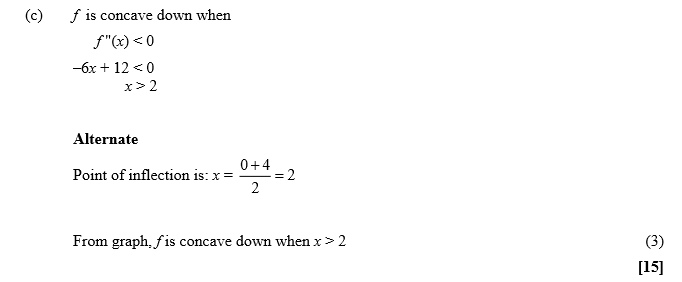 (c) f is concave down when
f "(x) < 0
–6x + 12 < 0
x > 2
Alternate
Point of inflection is: x = \frac{0+4}{2} = 2
From graph, f is concave down when x > 2 (3)
[15]